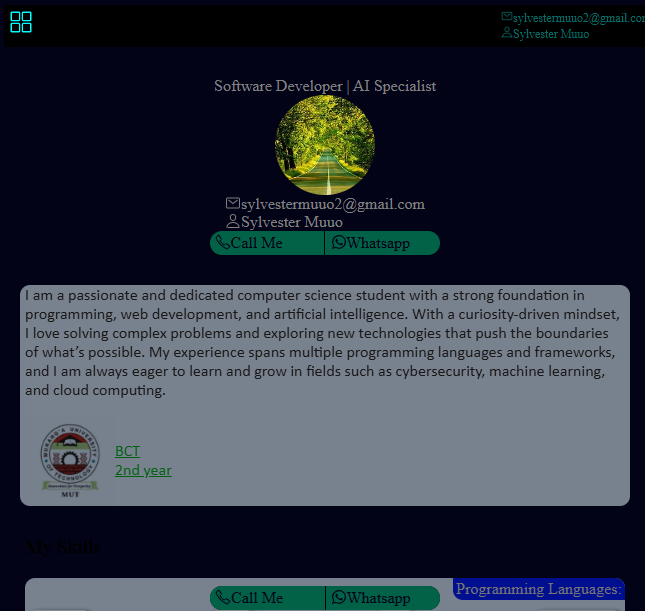 sylvestermuuo2@gmail.com
Sylvester Muuo
Software Developer | AI Specialist
sylvestermuuo2@gmail.com
Sylvester Muuo
Call Me Whatsapp
I am a passionate and dedicated computer science student with a strong foundation in
programming, web development, and artificial intelligence. With a curiosity-driven mindset,
I love solving complex problems and exploring new technologies that push the boundaries
of what’s possible. My experience spans multiple programming languages and frameworks,
and I am always eager to learn and grow in fields such as cybersecurity, machine learning,
and cloud computing.
MURANG'A UNIVERSITY OF TECHNOLOGY
MUT
BCT
2nd year
My Skills
Programming Languages:
Call Me Whatsapp